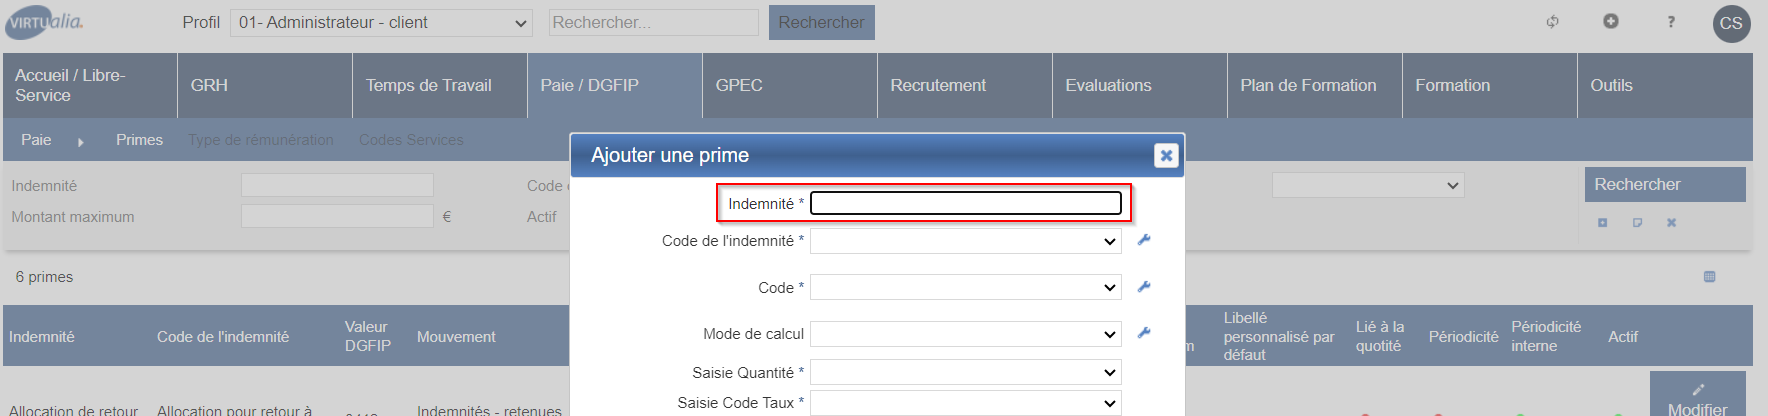 VIRTUalia.
Profil 01- Administrateur - client Rechercher... Rechercher ? CS
Accueil / Libre-Service GRH Temps de Travail Paie / DGFIP GPEC Recrutement Evaluations Plan de Formation Formation Outils
Paie Primes Type de rémunération Codes Services
Ajouter une prime
Indemnité Code Rechercher
Montant maximum € Actif
Indemnité *
Code de l'indemnité *
Code *
Mode de calcul
Saisie Quantité *
Saisie Code Taux *
6 primes
Indemnité Code de l'indemnité Valeur DGFIP Mouvement Libellé personnalisé par défaut Lié à la quotité Périodicité Périodicité interne Actif
Allocation de retour Allocation pour retour à Indemnités - retenues Modifier